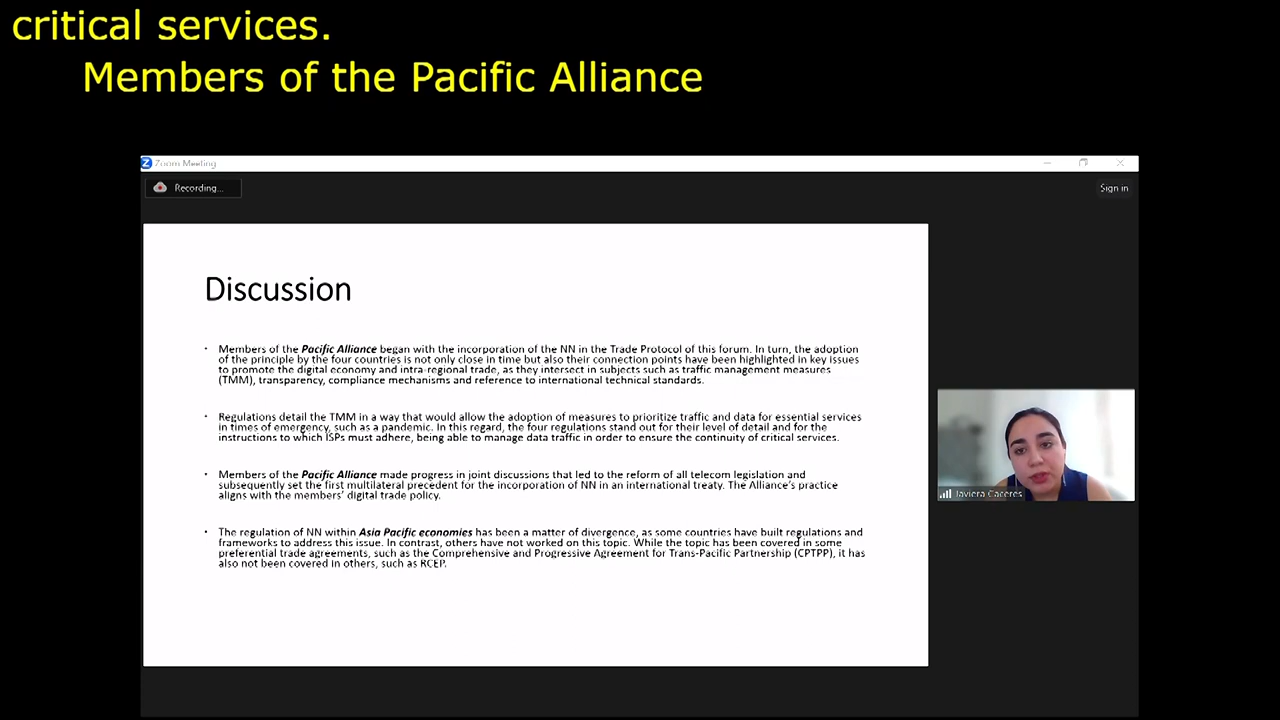 critical services.
Members of the Pacific Alliance
Zoom Meeting
Recording...
Sign in
Discussion
• Members of the Pacific Alliance began with the incorporation of the NN in the Trade Protocol of this forum. In turn, the adoption
of the principle by the four countries is not only close in time but also their connection points have been highlighted in key issues
to promote the digital economy and intra-regional trade, as they intersect in subjects such as traffic management measures
(TMM), transparency, compliance mechanisms and reference to international technical standards.
• Regulations detail the TMM in a way that would allow the adoption of measures to prioritize traffic and data for essential services
in times of emergency, such as a pandemic. In this regard, the four regulations stand out for their level of detail and for the
instructions to which ISPs must adhere, being able to manage data traffic in order to ensure the continuity of critical services.
• Members of the Pacific Alliance made progress in joint discussions that led to the reform of all telecom legislation and
subsequently set the first multilateral precedent for the incorporation of NN in an international treaty. The Alliance's practice
aligns with the members' digital trade policy.
• The regulation of NN within Asia Pacific economies has been a matter of divergence, as some countries have built regulations and
frameworks to address this issue. In contrast, others have not worked on this topic. While the topic has been covered in some
preferential trade agreements, such as the Comprehensive and Progressive Agreement for Trans-Pacific Partnership (CPTPP), it has
also not been covered in others, such as RCEP.
Javiera Caceres